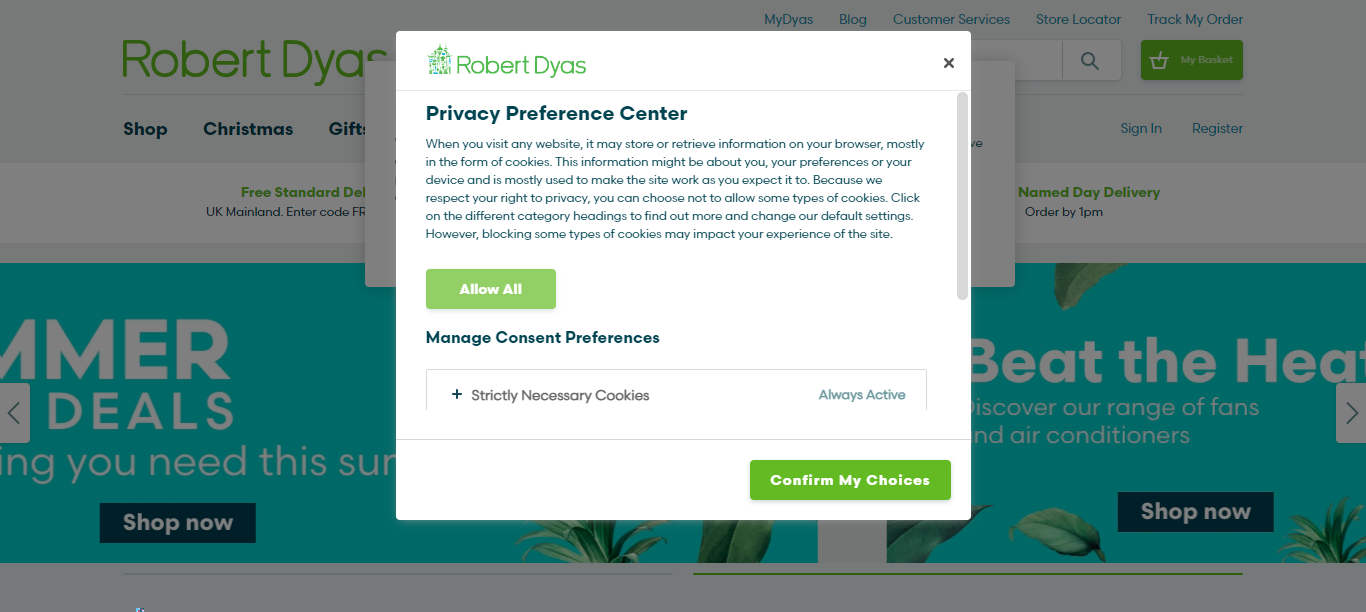 MyDyas Blog Customer Services Store Locator Track My Order
Robert Dyas
My Basket
Robert Dyas
Shop Christmas Gifts
Sign In Register
Privacy Preference Center
When you visit any website, it may store or retrieve information on your browser, mostly
in the form of cookies. This information might be about you, your preferences or your
device and is mostly used to make the site work as you expect it to. Because we
respect your right to privacy, you can choose not to allow some types of cookies. Click
on the different category headings to find out more and change our default settings.
However, blocking some types of cookies may impact your experience of the site.
Free Standard Del
UK Mainland. Enter code FR
Named Day Delivery
Order by 1pm
Allow All
Manage Consent Preferences
+ Strictly Necessary Cookies Always Active
MMER
DEALS
ing you need this sum
Shop now
Beat the Heat
Discover our range of fans
and air conditioners
Shop now
Confirm My Choices